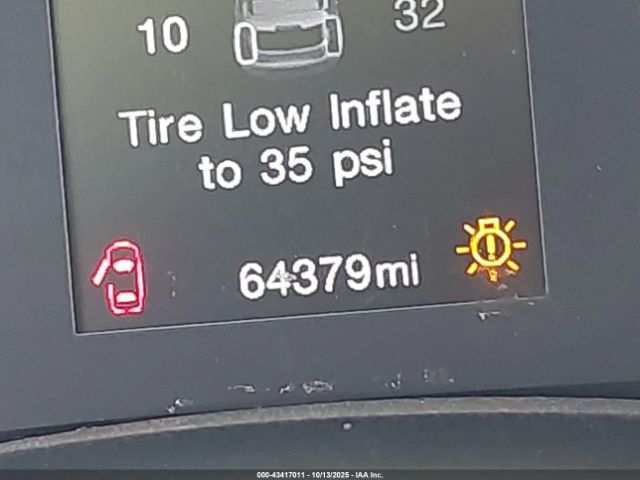 10 32
Tire Low Inflate
to 35 psi
64379mi
000-43417011 - 10/13/2025 - IAA Inc.